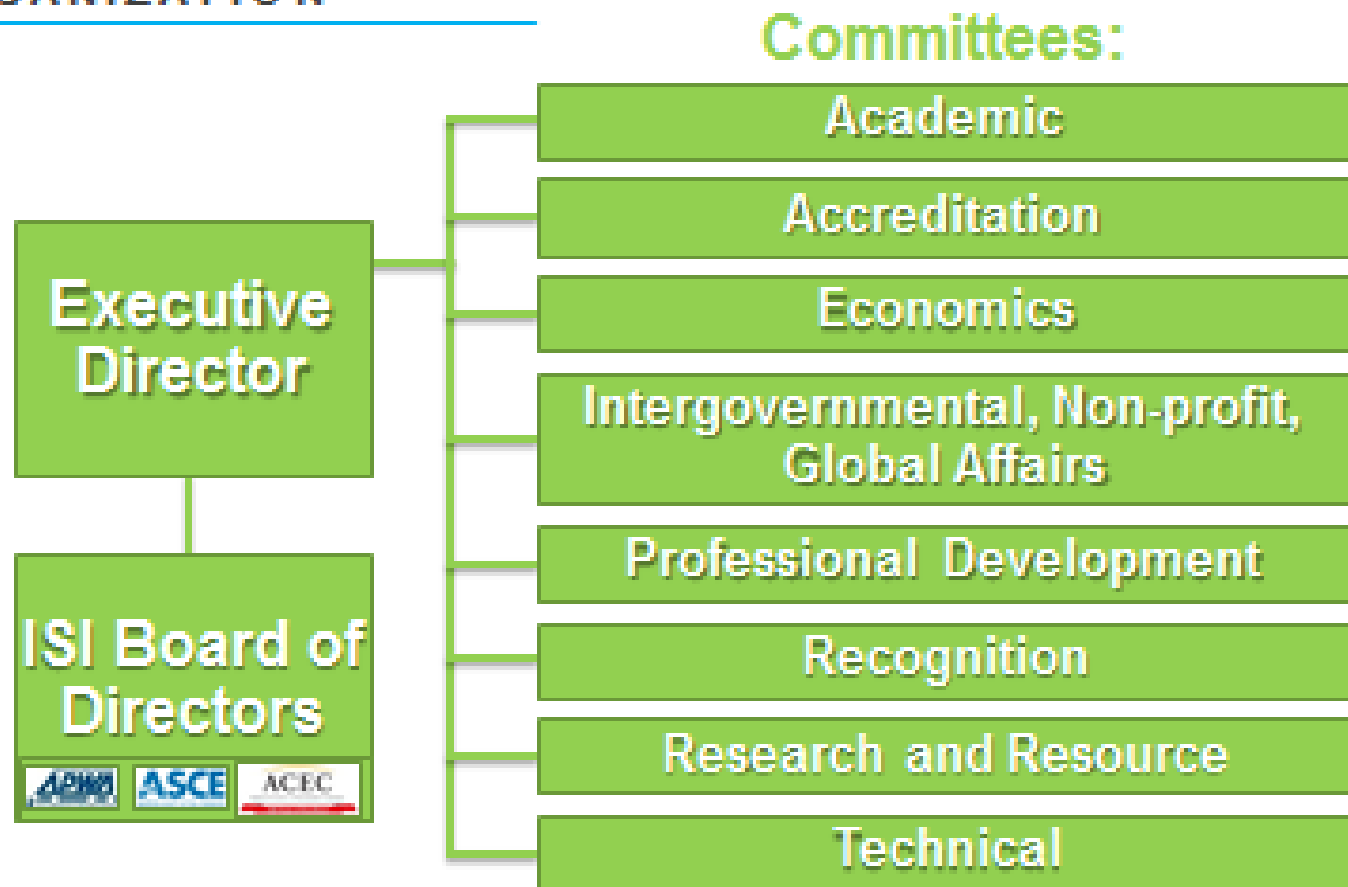 Committees:
Academic
Accreditation
Executive
Director
Economics
Intergovernmental, Non-profit,
Global Affairs
Professional Development
ISI Board of
Directors
Recognition
Research and Resource
APWA ASCE ACEC
Technical